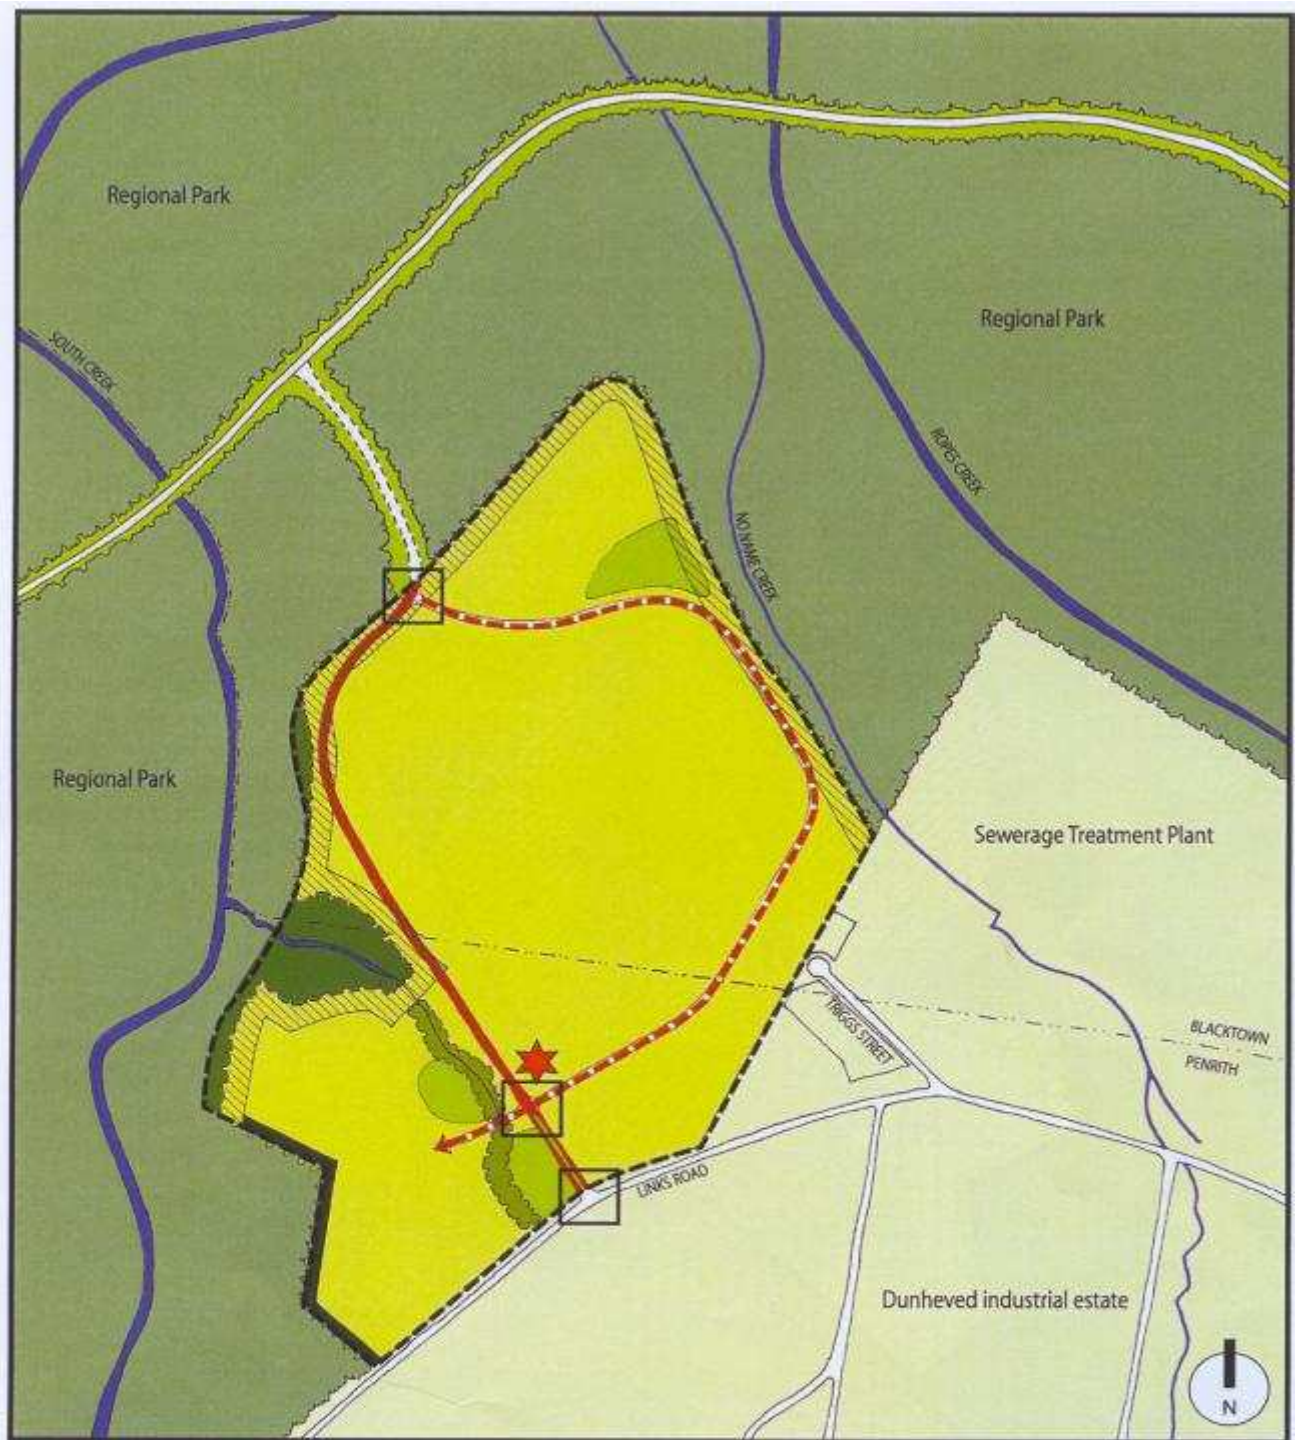 Regional Park
Regional Park
SOUTH CREEK
ROPES CREEK
NO NAME CREEK
Regional Park
Sewerage Treatment Plant
TRIGGS STREET
BLACKTOWN
PENRITH
LINKS ROAD
Dunheved industrial estate
N